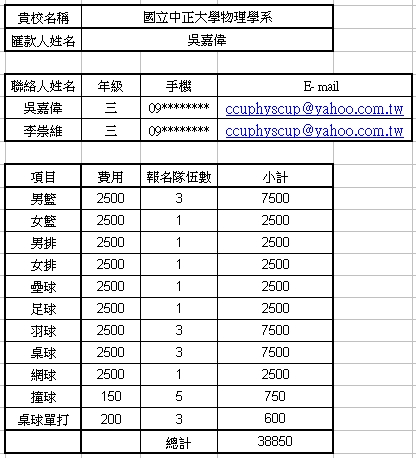 貴校名稱 國立中正大學物理學系
匯款人姓名 吳嘉偉
聯絡人姓名 年級 手機 E-mail
吳嘉偉 三 09******** ccuphyscup@yahoo.com.tw
李崇維 三 09******** ccuphyscup@yahoo.com.tw
項目 費用 報名隊伍數 小計
男籃 2500 3 7500
女籃 2500 1 2500
男排 2500 1 2500
女排 2500 1 2500
壘球 2500 1 2500
足球 2500 1 2500
羽球 2500 3 7500
桌球 2500 3 7500
網球 2500 1 2500
撞球 150 5 750
桌球單打 200 3 600
總計 38850